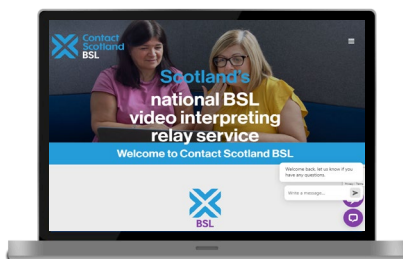 Contact
Scotland
BSL
Scotland's
national BSL
video interpreting
relay service
Welcome to Contact Scotland BSL
Welcome back, let us know if you
have any questions.
Write a message...
BSL